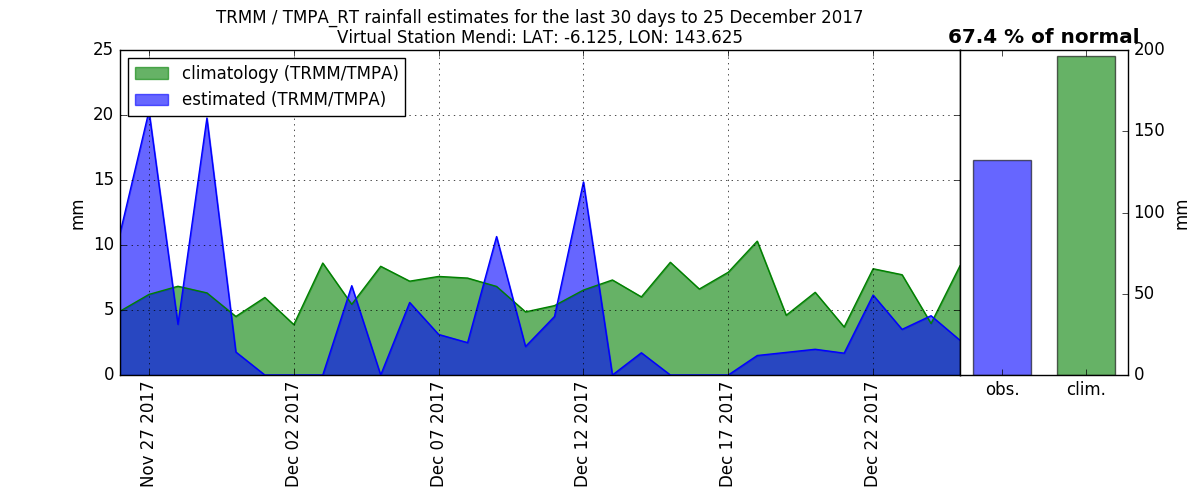 TRMM / TMPA_RT rainfall estimates for the last 30 days to 25 December 2017
Virtual Station Mendi: LAT: -6.125, LON: 143.625
67.4 % of normal
climatology (TRMM/TMPA)
estimated (TRMM/TMPA)
mm
25
20
15
10
5
0
Nov 27 2017
Dec 02 2017
Dec 07 2017
Dec 12 2017
Dec 17 2017
Dec 22 2017
obs.
clim.
200
150
100
50
0
mm